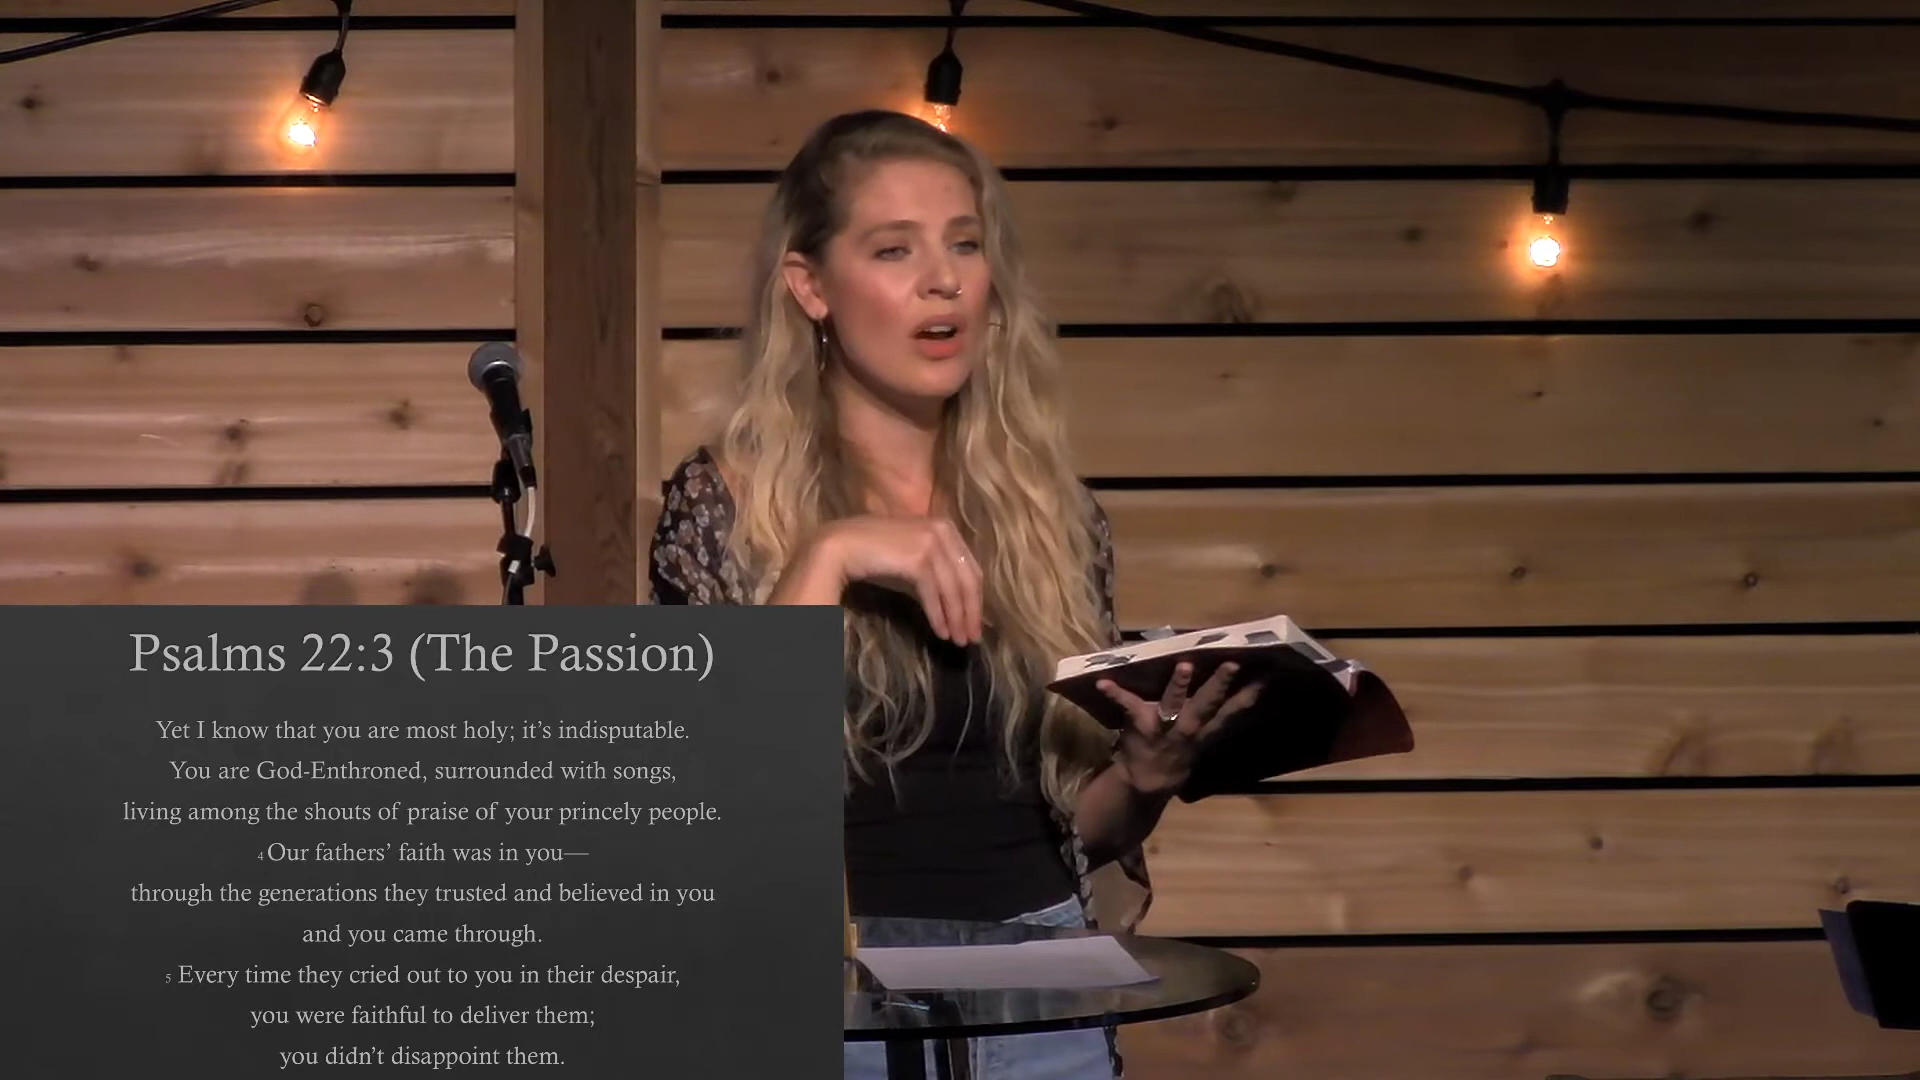 Psalms 22:3 (The Passion)
Yet I know that you are most holy; it’s indisputable.
You are God-Enthroned, surrounded with songs,
living among the shouts of praise of your princely people.
4 Our fathers’ faith was in you—
through the generations they trusted and believed in you
and you came through.
5 Every time they cried out to you in their despair,
you were faithful to deliver them;
you didn’t disappoint them.